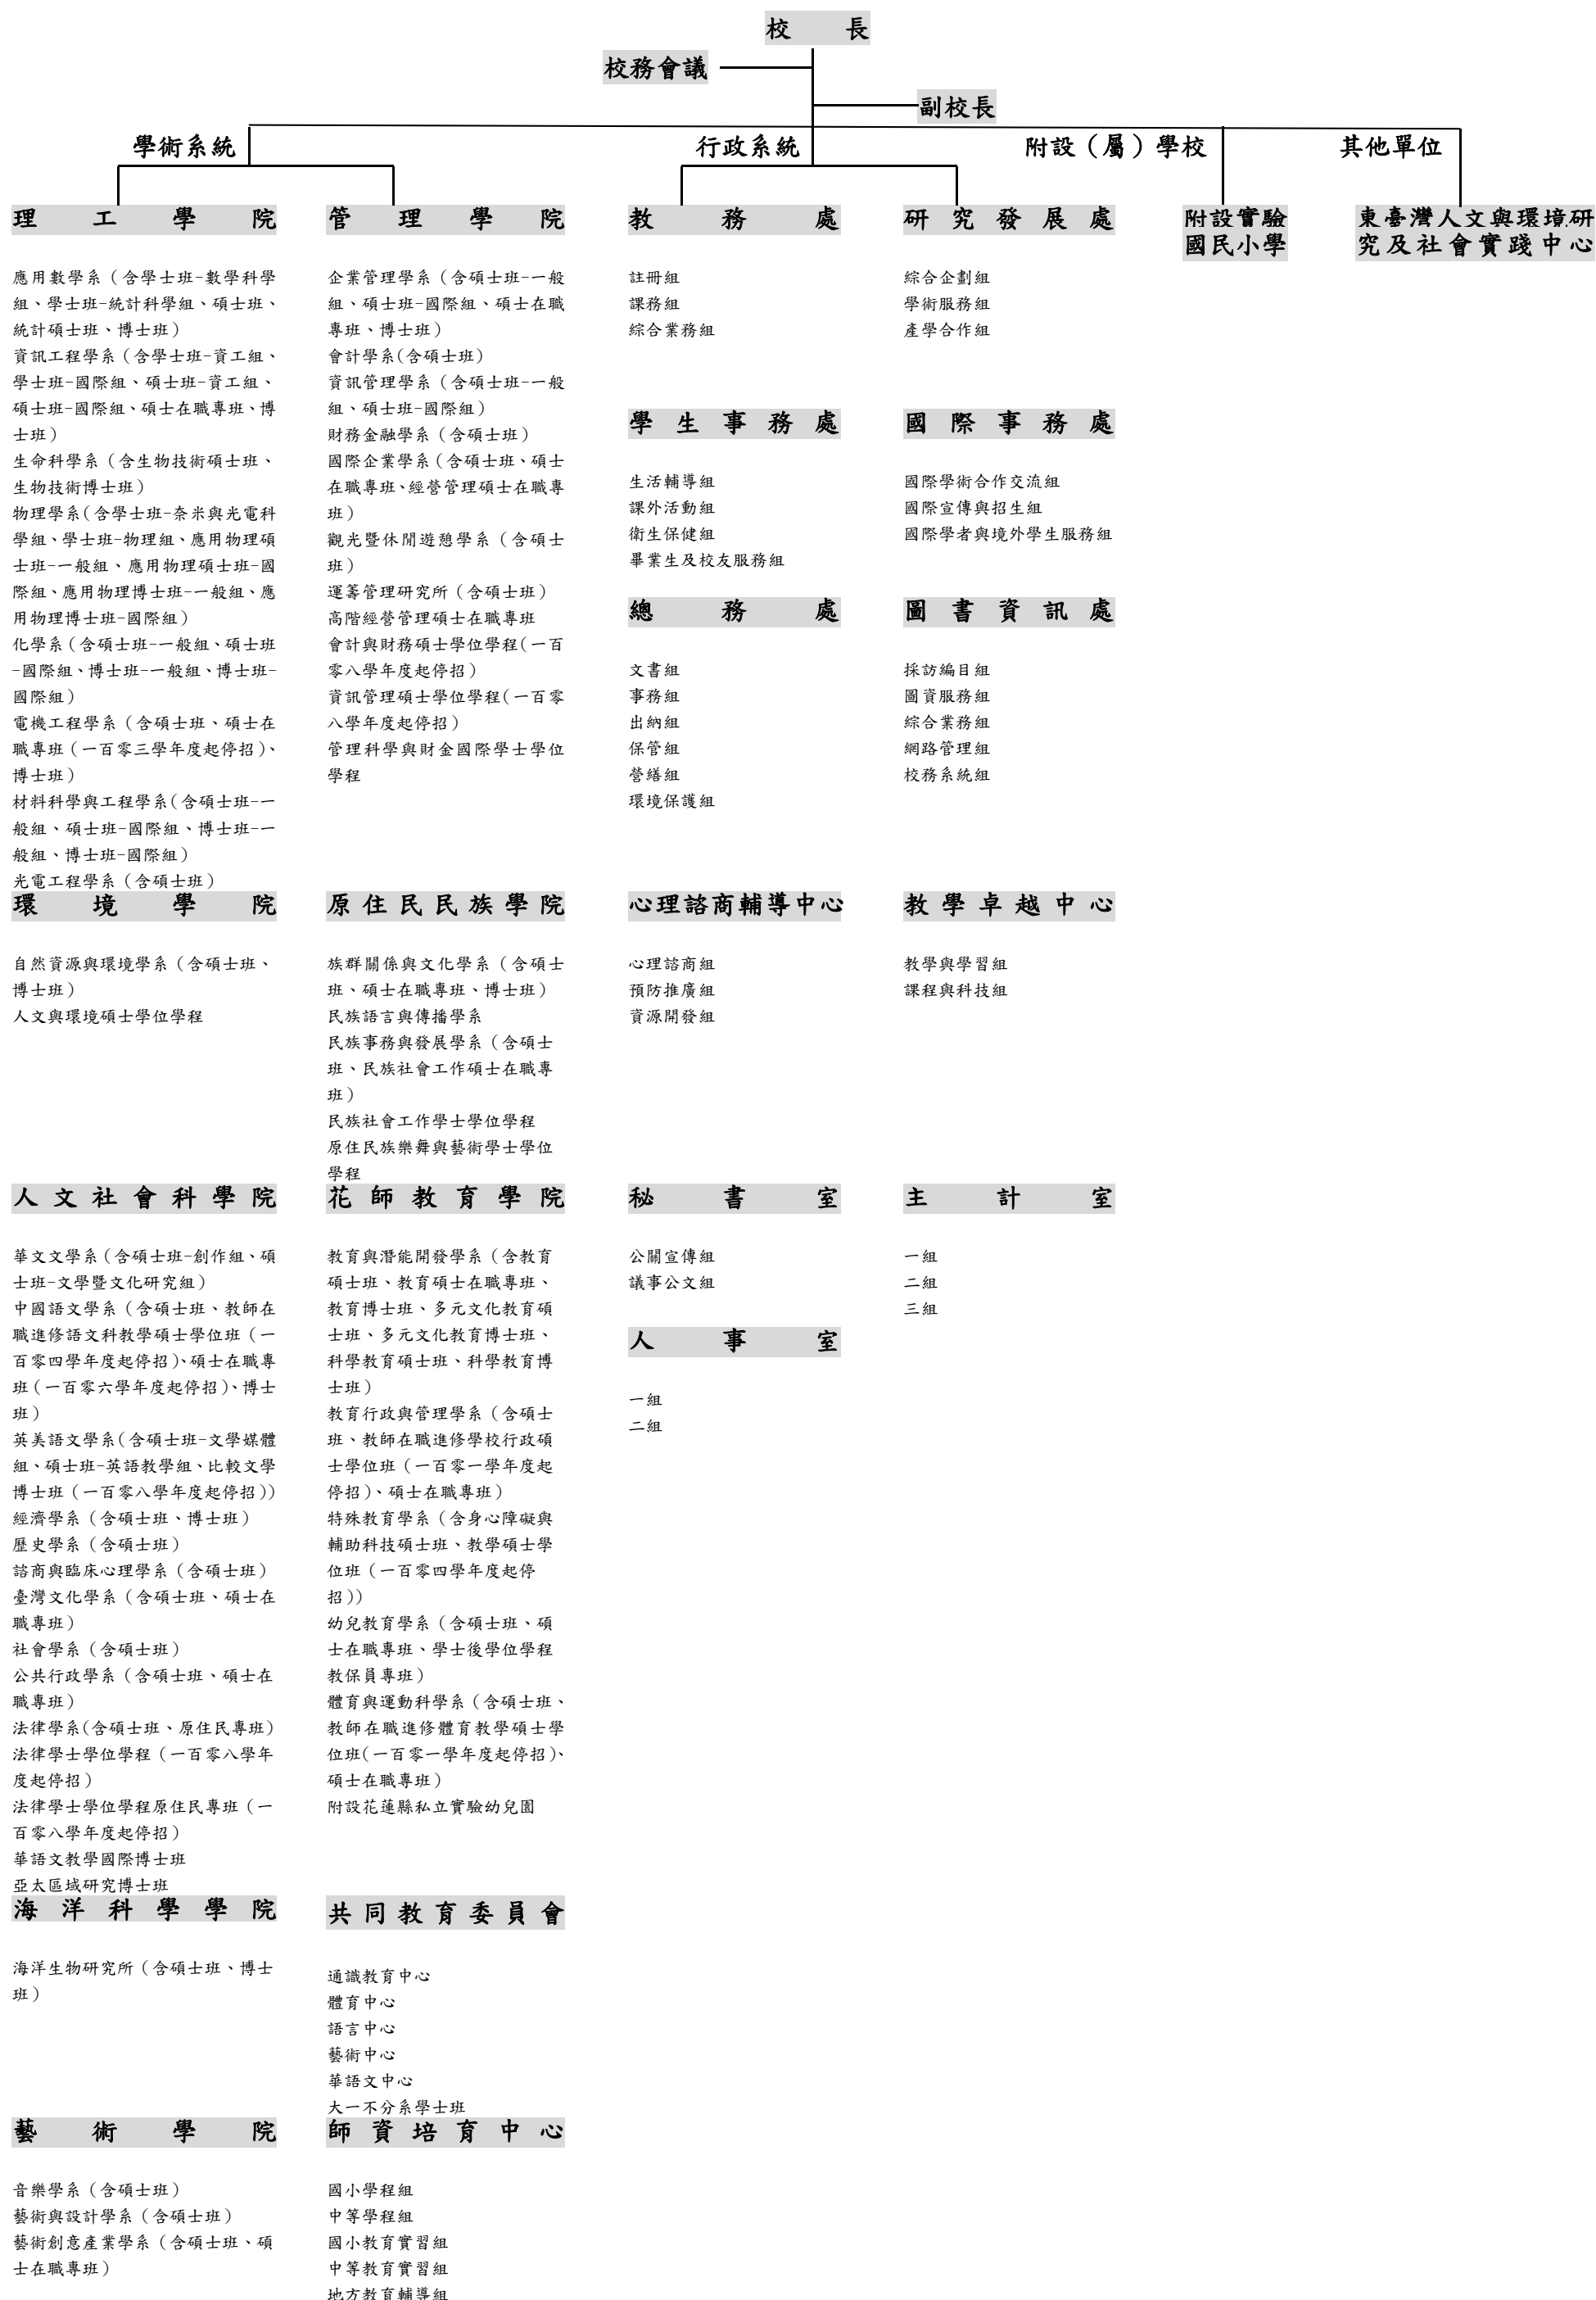 校長
校務會議
副校長
學術系統
行政系統
附設（屬）學校
其他單位
理工學院
應用數學系（含學士班-數學科學
組、學士班-統計科學組、碩士班、
統計碩士班、博士班）
資訊工程學系（含學士班-資工組、
學士班-國際組、碩士班-資工組、
碩士班-國際組、碩士在職專班、博
士班）
生命科學系（含生物技術碩士班、
生物技術博士班）
物理學系(含學士班-奈米與光電科
學組、學士班-物理組、應用物理碩
士班-一般組、應用物理碩士班-國
際組、應用物理博士班-一般組、應
用物理博士班-國際組）
化學系（含碩士班-一般組、碩士班
-國際組、博士班-一般組、博士班-
國際組）
電機工程學系（含碩士班、碩士在
職專班（一百零三學年度起停招）、
博士班）
材料科學與工程學系(含碩士班-一
般組、碩士班-國際組、博士班-一
般組、博士班-國際組）
光電工程學系（含碩士班）
管理學院
企業管理學系（含碩士班-一般
組、碩士班-國際組、碩士在職
專班、博士班）
會計學系(含碩士班）
資訊管理學系（含碩士班-一般
組、碩士班-國際組）
財務金融學系（含碩士班）
國際企業學系(含碩士班、碩士
在職專班、經營管理碩士在職專
班）
觀光暨休閒遊憩學系（含碩士
班）
運籌管理研究所（含碩士班）
高階經營管理碩士在職專班
會計與財務碩士學位學程(一百
零八學年度起停招）
資訊管理碩士學位學程(一百零
八學年度起停招）
管理科學與財金國際學士學位
學程
教務處
註冊組
課務組
綜合業務組
研究發展處
綜合企劃組
學術服務組
產學合作組
附設實驗
國民小學
東臺灣人文與環境研
究及社會實踐中心
學生事務處
生活輔導組
課外活動組
衛生保健組
畢業生及校友服務組
國際事務處
國際學術合作交流組
國際宣傳與招生組
國際學者與境外學生服務組
總務處
文書組
事務組
出納組
保管組
營繕組
環境保護組
圖書資訊處
採訪編目組
圖資服務組
綜合業務組
網路管理組
校務系統組
環境學院
自然資源與環境學系（含碩士班、
博士班）
人文與環境碩士學位學程
原住民民族學院
族群關係與文化學系（含碩士
班、碩士在職專班、博士班）
民族語言與傳播學系
民族事務與發展學系（含碩士
班、民族社會工作碩士在職專
班）
民族社會工作學士學位學程
原住民族樂舞與藝術學士學位
學程
心理諮商輔導中心
心理諮商組
預防推廣組
資源開發組
教學卓越中心
教學與學習組
課程與科技組
人文社會科學院
華文文學系(含碩士班-創作組、碩
士班-文學暨文化研究組）
中國語文學系（含碩士班、教師在
職進修語文科教學碩士學位班（一
百零四學年度起停招）、碩士在職專
班（一百零六學年度起停招）、博士
班）
英美語文學系(含碩士班-文學媒體
組、碩士班-英語教學組、比較文學
博士班（一百零八學年度起停招））
經濟學系（含碩士班、博士班）
歷史學系（含碩士班）
諮商與臨床心理學系（含碩士班）
臺灣文化學系（含碩士班、碩士在
職專班）
社會學系（含碩士班）
公共行政學系（含碩士班、碩士在
職專班）
法律學系(含碩士班、原住民專班）
法律學士學位學程（一百零八學年
度起停招）
法律學士學位學程原住民專班（一
百零八學年度起停招）
華語文教學國際博士班
亞太區域研究博士班
花師教育學院
教育與潛能開發學系（含教育
碩士班、教育碩士在職專班、
教育博士班、多元文化教育碩
士班、多元文化教育博士班、
科學教育碩士班、科學教育博
士班）
教育行政與管理學系（含碩士
班、教師在職進修學校行政碩
士學位班（一百零一學年度起
停招）、碩士在職專班）
特殊教育學系（含身心障礙與
輔助科技碩士班、教學碩士學
位班（一百零四學年度起停
招））
幼兒教育學系（含碩士班、碩
士在職專班、學士後學位學程
教保員專班）
體育與運動科學系（含碩士班、
教師在職進修體育教學碩士學
位班(一百零一學年度起停招）、
碩士在職專班）
附設花蓮縣私立實驗幼兒園
秘書室
公關宣傳組
議事公文組
主計室
一組
二組
三組
人事室
一組
二組
海洋科學學院
海洋生物研究所（含碩士班、博士
班）
共同教育委員會
通識教育中心
體育中心
語言中心
藝術中心
華語文中心
大一不分系學士班
藝術學院
音樂學系（含碩士班）
藝術與設計學系（含碩士班）
藝術創意產業學系（含碩士班、碩
士在職專班）
師資培育中心
國小學程組
中等學程組
國小教育實習組
中等教育實習組
地方教育輔導組